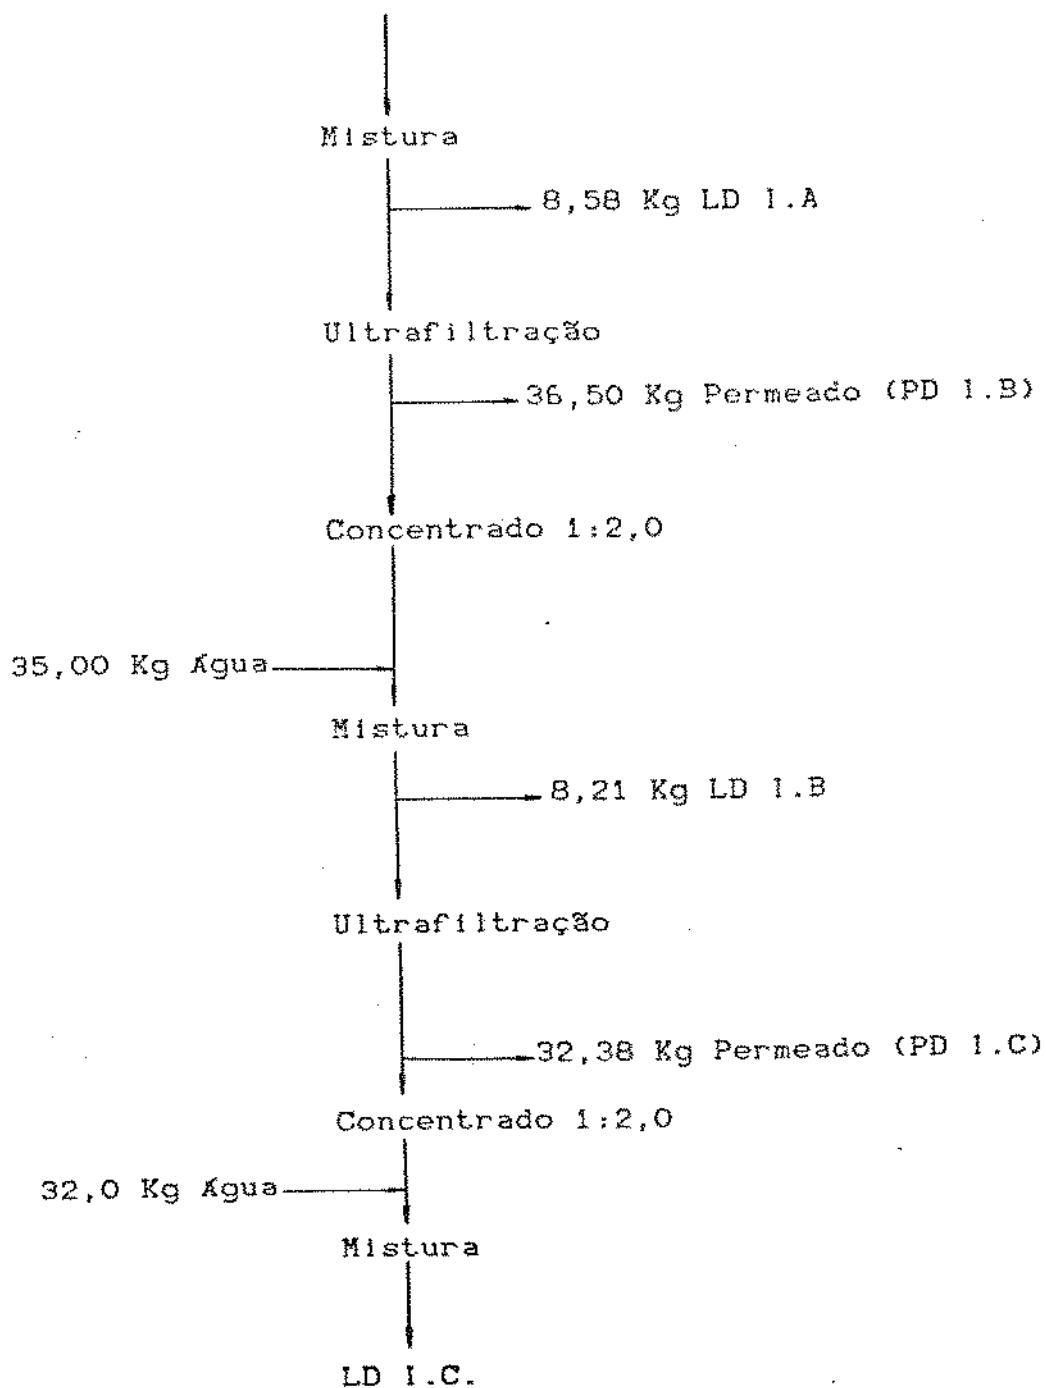 Mistura
8,58 Kg LD I.A
Ultrafiltração
36,50 Kg Permeado (PD I.B)
Concentrado 1:2,0
35,00 Kg Água
Mistura
8,21 Kg LD I.B
Ultrafiltração
32,38 Kg Permeado (PD I.C)
Concentrado 1:2,0
32,0 Kg Água
Mistura
LD I.C.